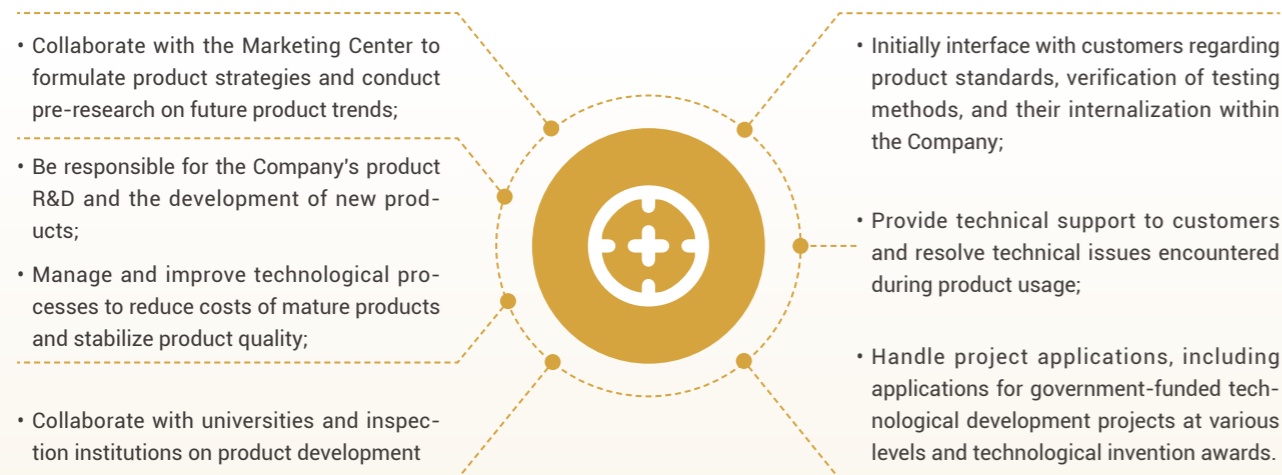 • Collaborate with the Marketing Center to
formulate product strategies and conduct
pre-research on future product trends;
• Be responsible for the Company's product
R&D and the development of new prod-
ucts;
• Manage and improve technological pro-
cesses to reduce costs of mature products
and stabilize product quality;
• Collaborate with universities and inspec-
tion institutions on product development
• Initially interface with customers regarding
product standards, verification of testing
methods, and their internalization within
the Company;
• Provide technical support to customers
and resolve technical issues encountered
during product usage;
• Handle project applications, including
applications for government-funded tech-
nological development projects at various
levels and technological invention awards.